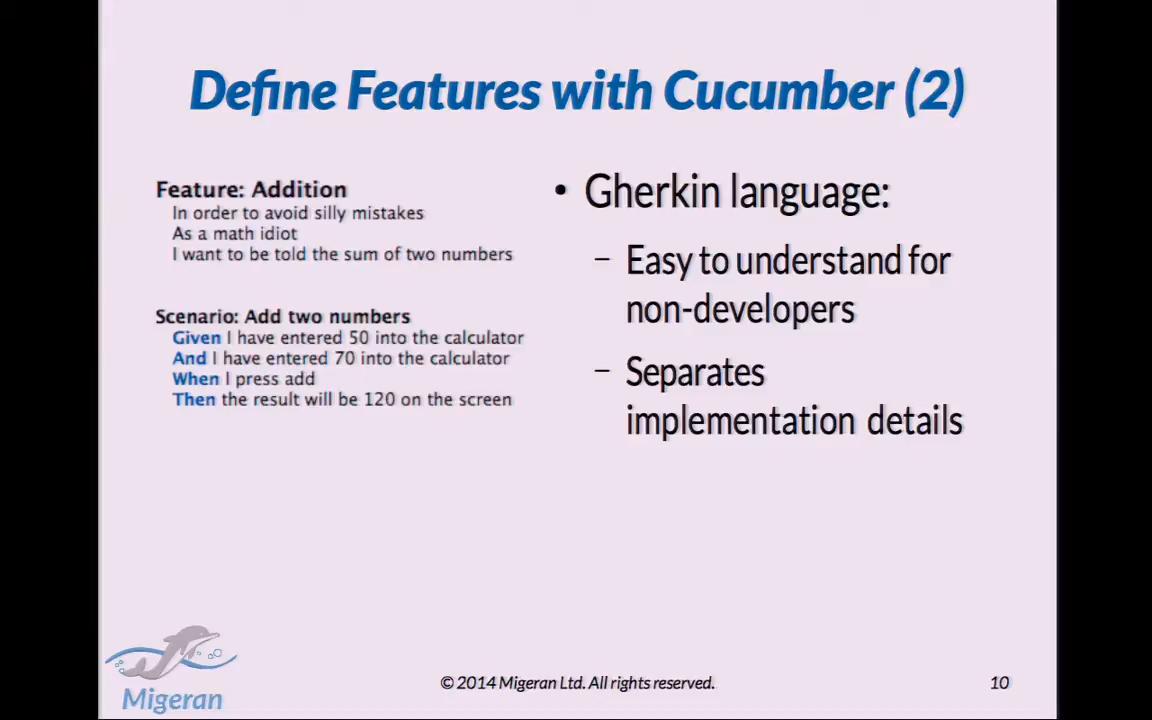 Define Features with Cucumber (2)
Feature: Addition
In order to avoid silly mistakes
As a math idiot
I want to be told the sum of two numbers
Scenario: Add two numbers
Given I have entered 50 into the calculator
And I have entered 70 into the calculator
When I press add
Then the result will be 120 on the screen
• Gherkin language:
– Easy to understand for
non-developers
– Separates
implementation details
Migeran
© 2014 Migeran Ltd. All rights reserved.
10